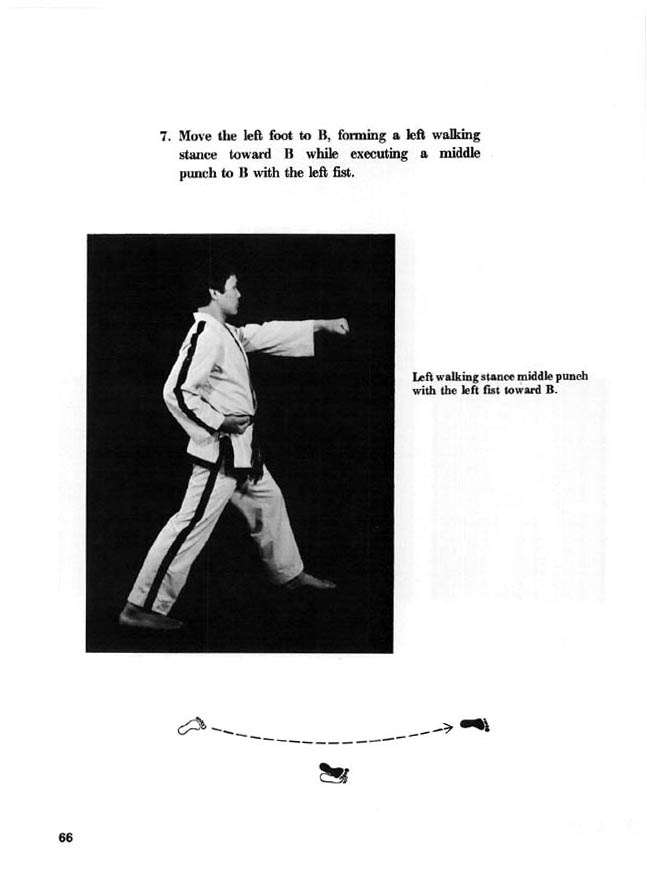 7. Move the left foot to B, forming a left walking
stance toward B while executing a middle
punch to B with the left fist.
Left walking stance middle punch
with the left fist toward B.
66